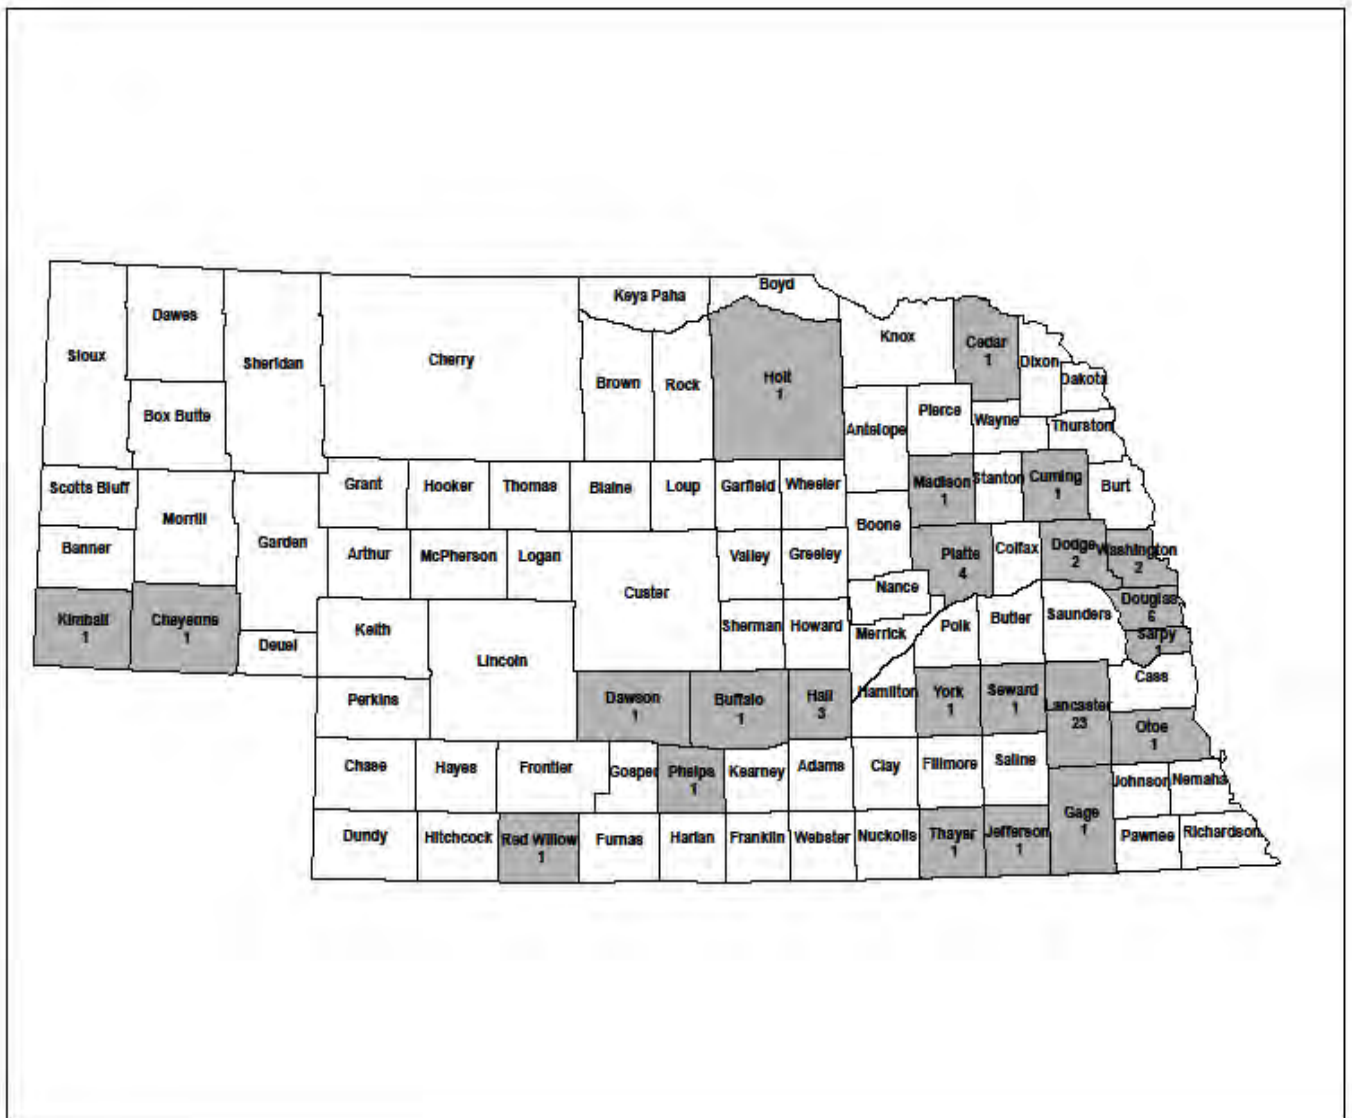 Boyd
Keya Paha
Dawes
Knox
Cedar
1
Sioux
Sheridan
Cherry
Dixon
Holt
1
Brown
Rock
Dakota
Box Butte
Pierce
Wayne
Antelope
Thurston
Scotts Bluff
Grant
Hooker
Thomas
Blaine
Loup
Garfield
Wheeler
Madison
1
Stanton
Cuming
1
Burt
Morrill
Boone
Banner
Garden
Arthur
McPherson
Logan
Valley
Greeley
Platte
4
Colfax
Dodge
2
Washington
2
Custer
Nance
Douglas
6
Kimball
1
Cheyenne
1
Keith
Sherman
Howard
Merrick
Polk
Butler
Saunders
Sarpy
1
Deuel
Lincoln
Cass
Perkins
Dawson
1
Buffalo
1
Hall
3
Hamilton
York
1
Seward
1
Lancaster
23
Otoe
1
Chase
Hayes
Frontier
Gosper
Phelps
1
Kearney
Adams
Clay
Fillmore
Saline
Johnson
Nemaha
Gage
1
Dundy
Hitchcock
Red Willow
1
Furnas
Harlan
Franklin
Webster
Nuckolls
Thayer
1
Jefferson
1
Pawnee
Richardson